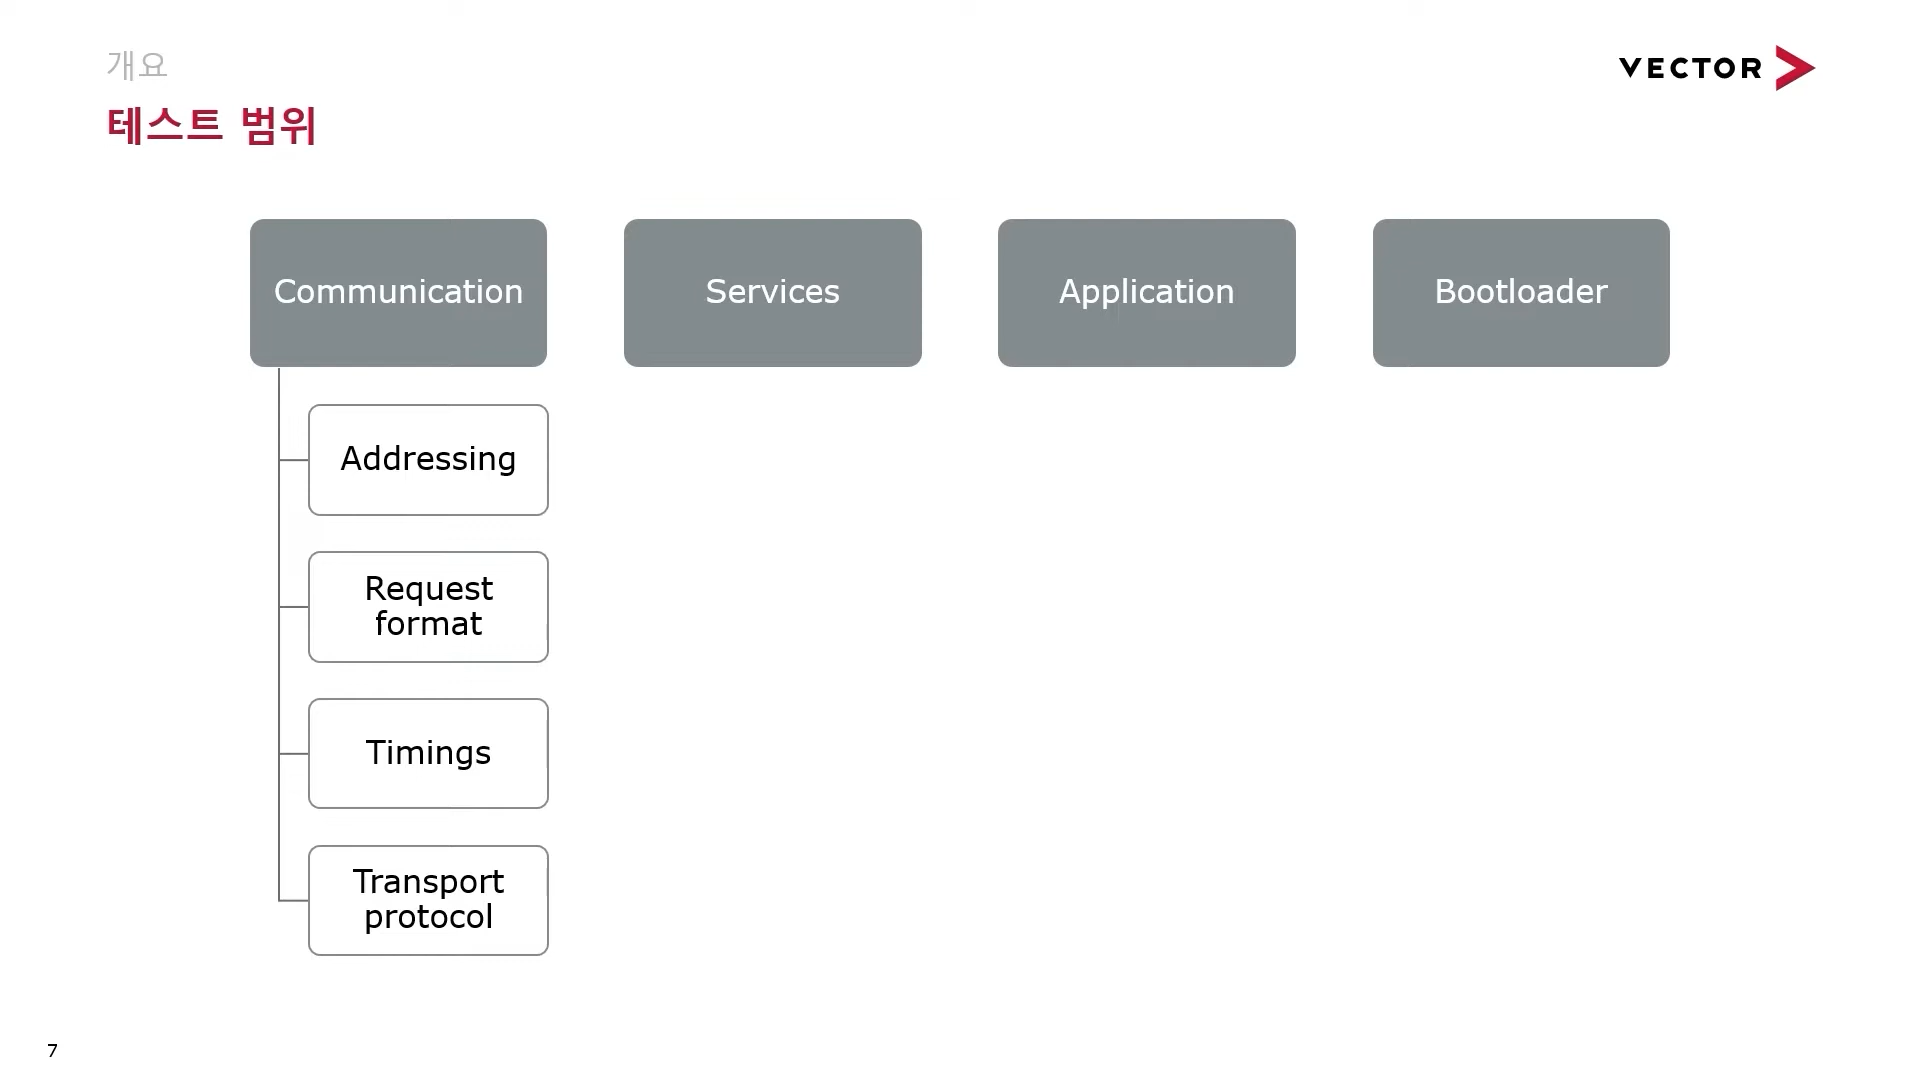 개요
VECTOR
테스트 범위
Communication
Services
Application
Bootloader
Addressing
Request
format
Timings
Transport
protocol
7